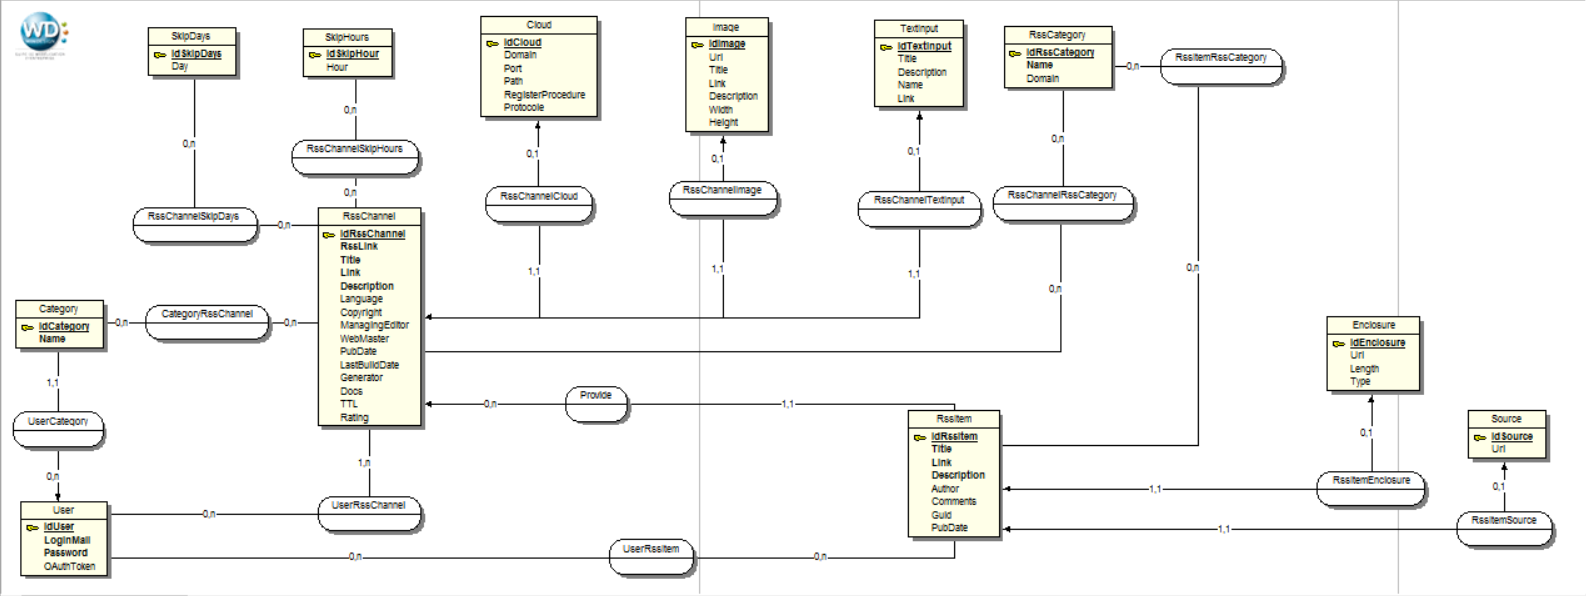 WD
SkipDays
IdSkipDays
Day
SkipHours
IdSkipHour
Hour
Cloud
IdCloud
Domain
Port
Path
RegisterProcedure
Protocole
Image
IdImage
Url
Title
Link
Description
Width
Height
TextInput
IdTextInput
Title
Description
Name
Link
RssCategory
IdRssCategory
Name
Domain
0,n
RssItemRssCategory
0,n
0,n
0,n
RssChannelSkipHours
0,n
0,1
0,1
0,1
RssChannelCloud
RssChannelImage
RssChannelTextInput
RssChannelRssCategory
RssChannelSkipDays
0,n
RssChannel
IdRssChannel
RssLink
Title
Link
Description
Language
Copyright
ManagingEditor
WebMaster
PubDate
LastBuildDate
Generator
Docs
TTL
Rating
1,1
1,1
1,1
0,n
0,n
Category
IdCategory
Name
0,n
CategoryRssChannel
0,n
Enclosure
IdEnclosure
Url
Length
Type
1,1
UserCategory
0,n
0,n
Provide
1,1
RssItem
IdRssItem
Title
Link
Description
Author
Comments
Guid
PubDate
0,1
Source
IdSource
Url
1,n
User
IdUser
LoginMail
Password
OAuthToken
0,n
UserRssChannel
1,1
RssItemEnclosure
0,1
1,1
RssItemSource
0,n
UserRssItem
0,n